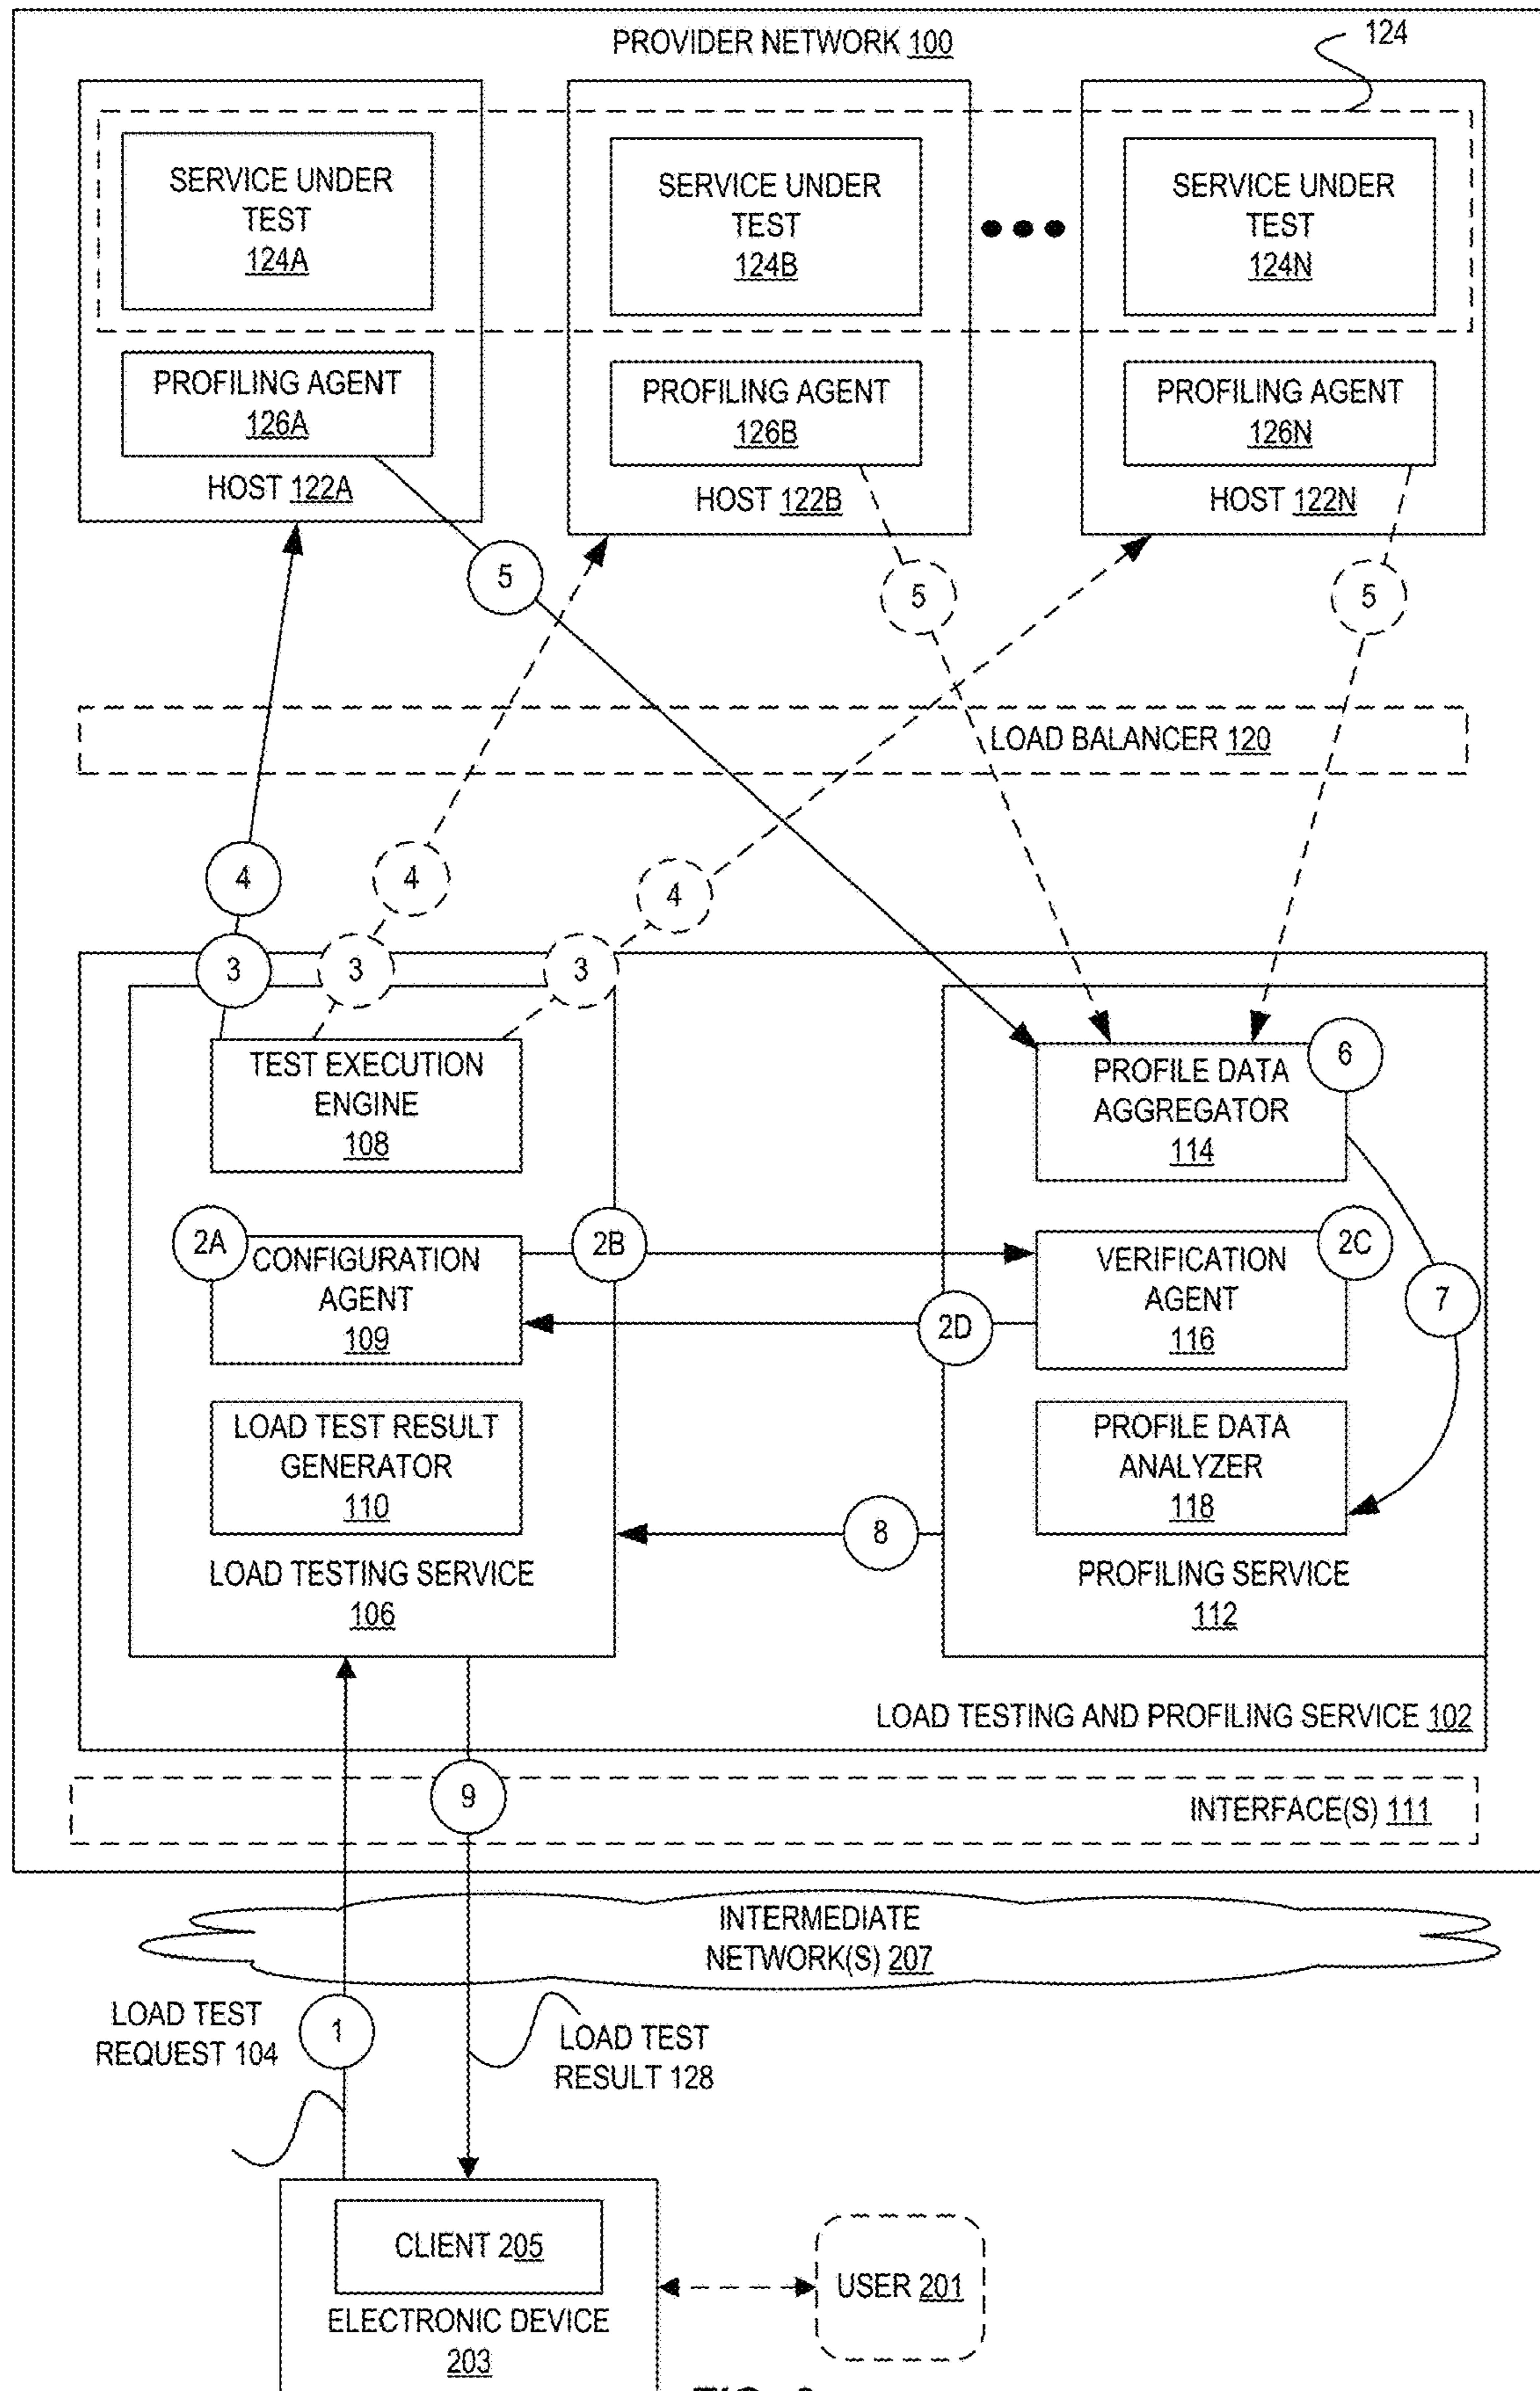 PROVIDER NETWORK 100
124
SERVICE UNDER
TEST
124A
SERVICE UNDER
TEST
124B
SERVICE UNDER
TEST
124N
PROFILING AGENT
126A
PROFILING AGENT
126B
PROFILING AGENT
126N
HOST 122A
HOST 122B
HOST 122N
5
5
5
LOAD BALANCER 120
4
4
4
3
3
3
TEST EXECUTION
ENGINE
108
PROFILE DATA
AGGREGATOR
114
6
2A
CONFIGURATION
AGENT
109
2B
VERIFICATION
AGENT
116
2C
2D
7
LOAD TEST RESULT
GENERATOR
110
PROFILE DATA
ANALYZER
118
8
LOAD TESTING SERVICE
106
PROFILING SERVICE
112
LOAD TESTING AND PROFILING SERVICE 102
9
INTERFACE(S) 111
INTERMEDIATE
NETWORK(S) 207
LOAD TEST
REQUEST 104
1
LOAD TEST
RESULT 128
CLIENT 205
ELECTRONIC DEVICE
203
USER 201